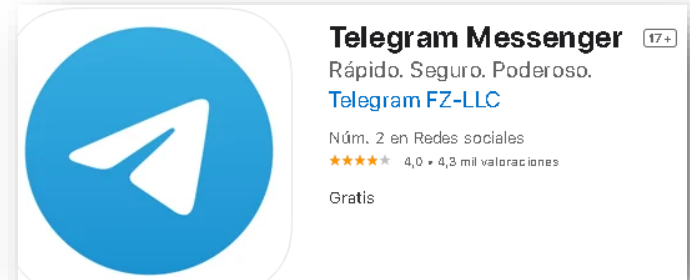 Telegram Messenger 17+
Rápido. Seguro. Poderoso.
Telegram FZ-LLC
Núm. 2 en Redes sociales
★★★★★ 4,0 • 4,3 mil valoraciones
Gratis